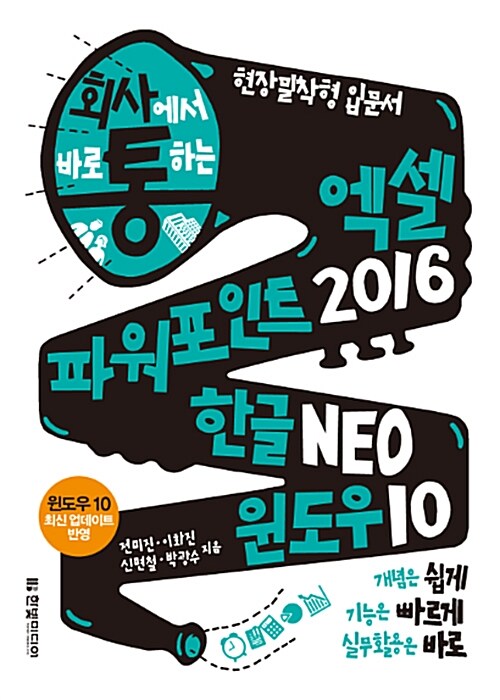 현장밀착형 입문서
회사에서
바로 통하는
엑셀
파워포인트 2016
한글 NEO
윈도우 10
윈도우 10
최신 업데이트
반영
전미진·이화진
신면철·박광수 지음
개념은 쉽게
기능은 빠르게
실무활용은 바로
한빛미디어